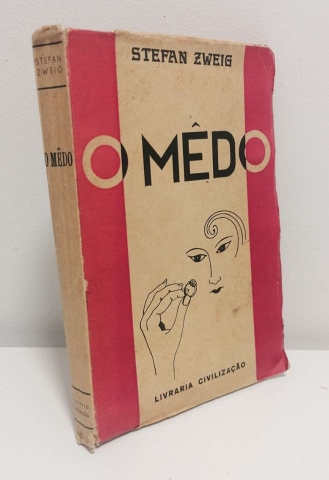 STEFAN ZWEIG
O MÊDO
LIVRARIA CIVILIZAÇÃO
STEFAN
ZWEIG
O MÊDO